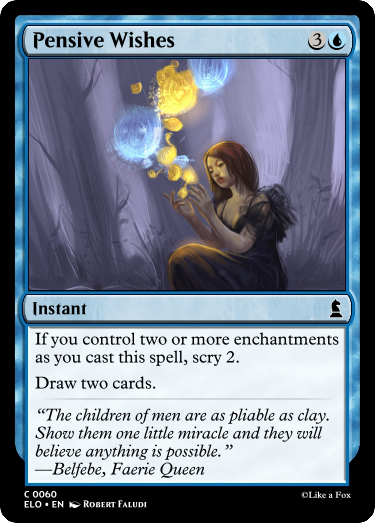 Pensive Wishes 3
Instant
If you control two or more enchantments
as you cast this spell, scry 2.
Draw two cards.
“The children of men are as pliable as clay.
Show them one little miracle and they will
believe anything is possible.”
—Belfebe, Faerie Queen
C 0060
ELO • EN Robert Faludi
©Like a Fox